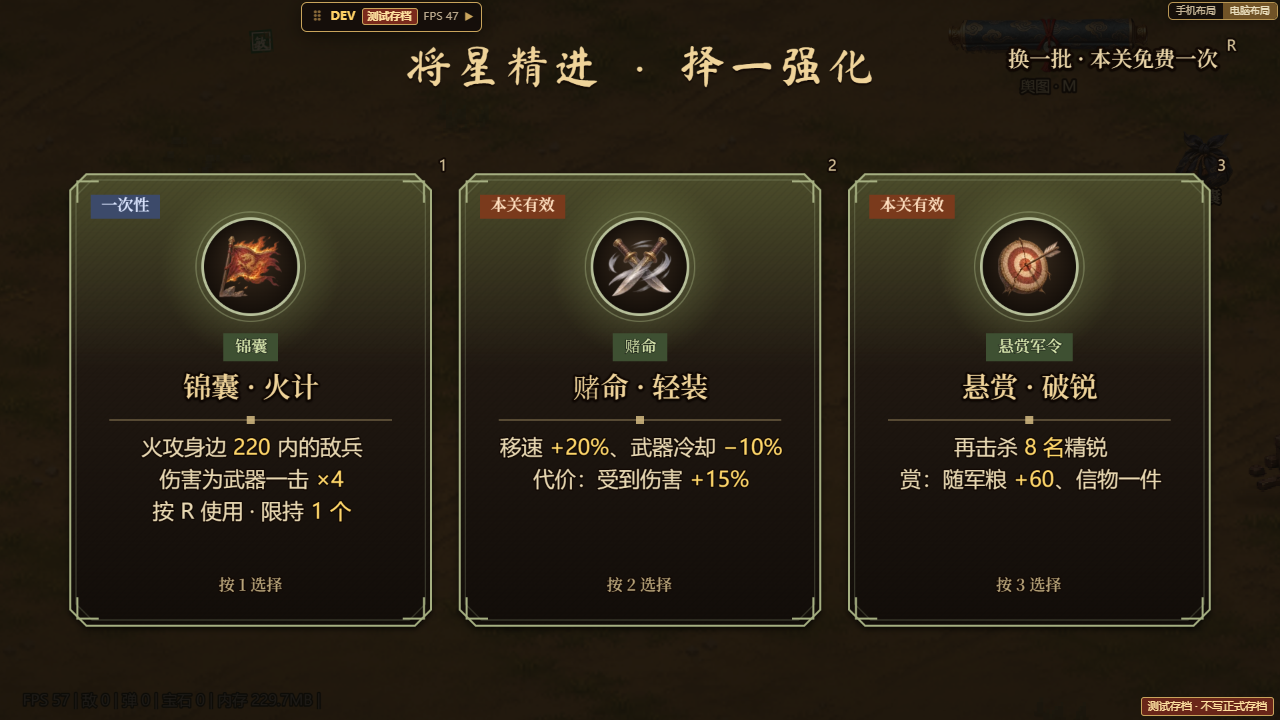 DEV 测试存档 FPS 47 ▶
手机布局 电脑布局
将星精进 · 择一强化
换一批 · 本关免费一次 R
舆图 · M
1
一次性
锦囊
锦囊 · 火计
火攻身边 220 内的敌兵
伤害为武器一击 ×4
按 R 使用 · 限持 1 个
按 1 选择
2
本关有效
赌命
赌命 · 轻装
移速 +20%、武器冷却 −10%
代价：受到伤害 +15%
按 2 选择
3
本关有效
悬赏军令
悬赏 · 破锐
再击杀 8 名精锐
赏：随军粮 +60、信物一件
按 3 选择
测试存档 · 不写正式存档